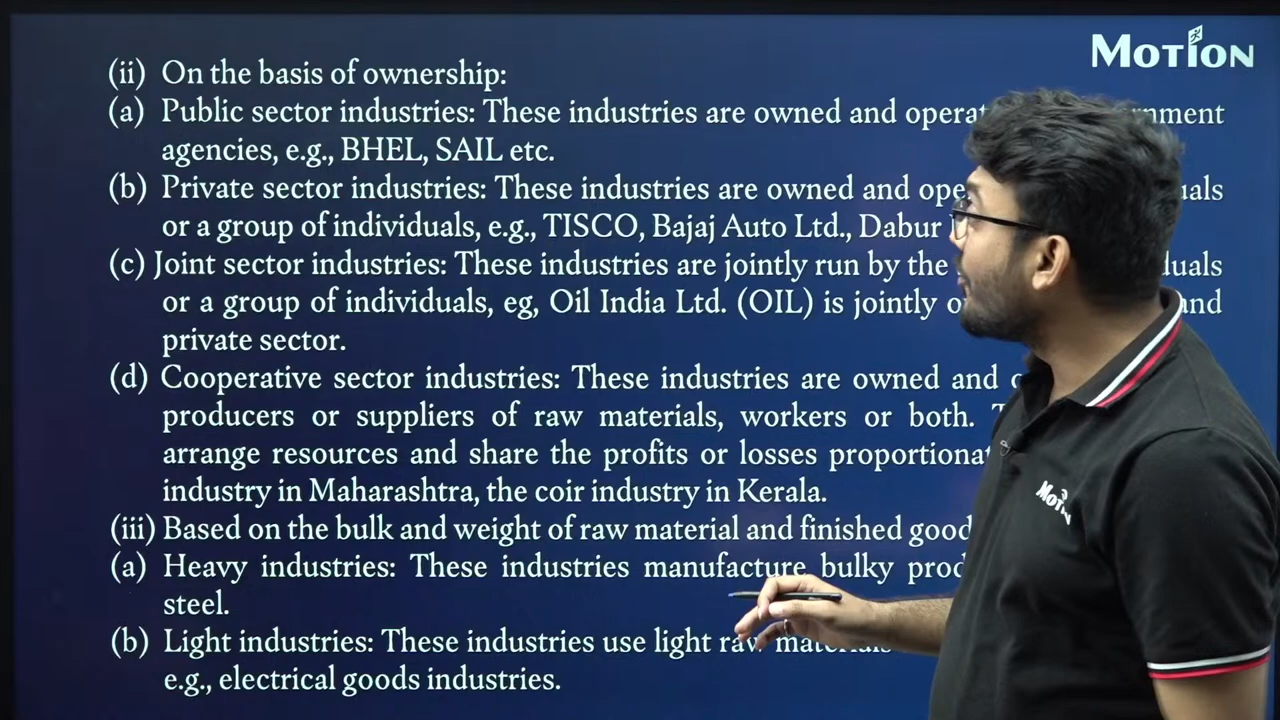 MOTION
(ii) On the basis of ownership:
(a) Public sector industries: These industries are owned and
agencies, e.g., BHEL, SAIL etc.
(b) Private sector industries: These industries are owned and
or a group of individuals, e.g., TISCO, Bajaj Auto Ltd., Dabur
(c) Joint sector industries: These industries are jointly run by the
or a group of individuals, eg, Oil India Ltd. (OIL) is jointly and
private sector.
(d) Cooperative sector industries: These industries are owned and
producers or suppliers of raw materials, workers or both.
arrange resources and share the profits or losses
industry in Maharashtra, the coir industry in Kerala.
(iii) Based on the bulk and weight of raw material and finished
(a) Heavy industries: These industries manufacture bulky
steel.
(b) Light industries: These industries use light raw
e.g., electrical goods industries.